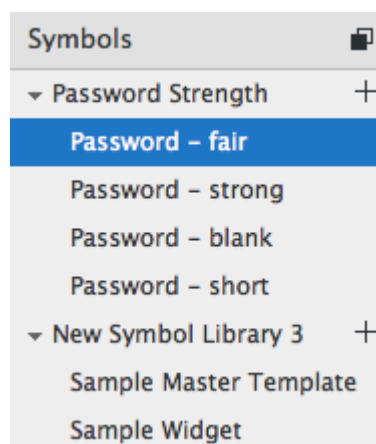 Symbols
Password Strength
Password – fair
Password – strong
Password – blank
Password – short
New Symbol Library 3
Sample Master Template
Sample Widget